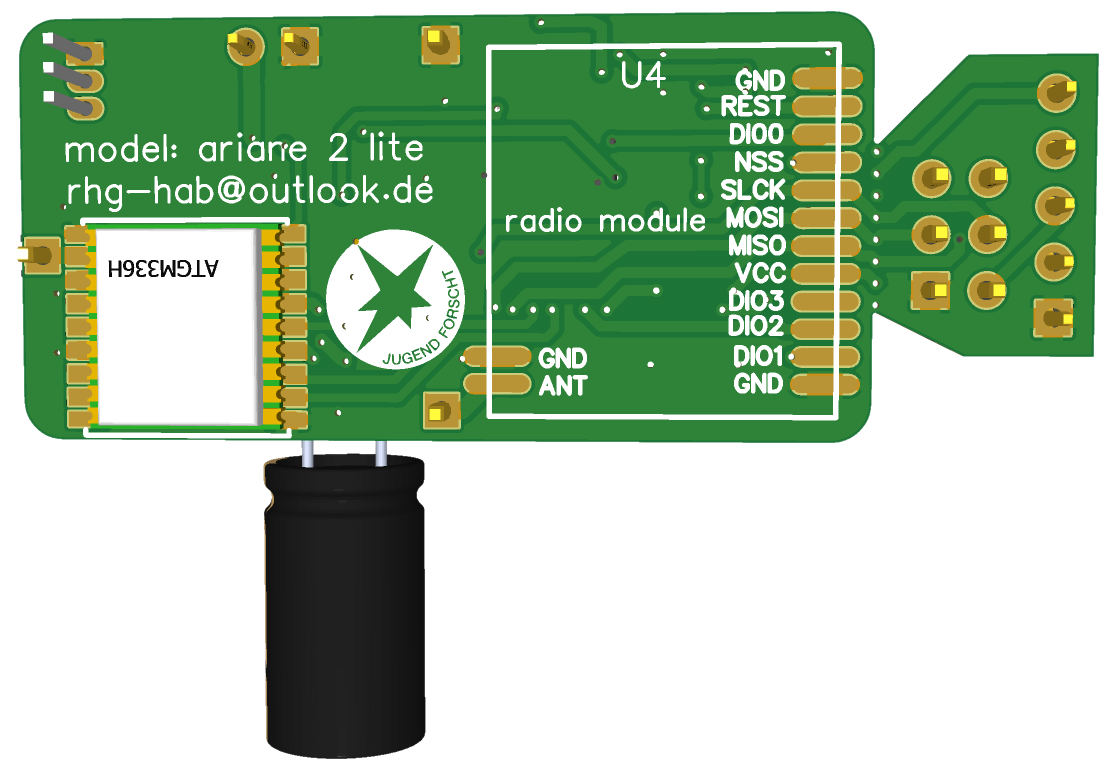 U4
GND
REST
DIO0
NSS
SLCK
MOSI
MISO
VCC
DIO3
DIO2
DIO1
GND
model: ariane 2 lite
rhg-hab@outlook.de
radio module
ATGM336H
JUGEND FORSCHT
GND
ANT